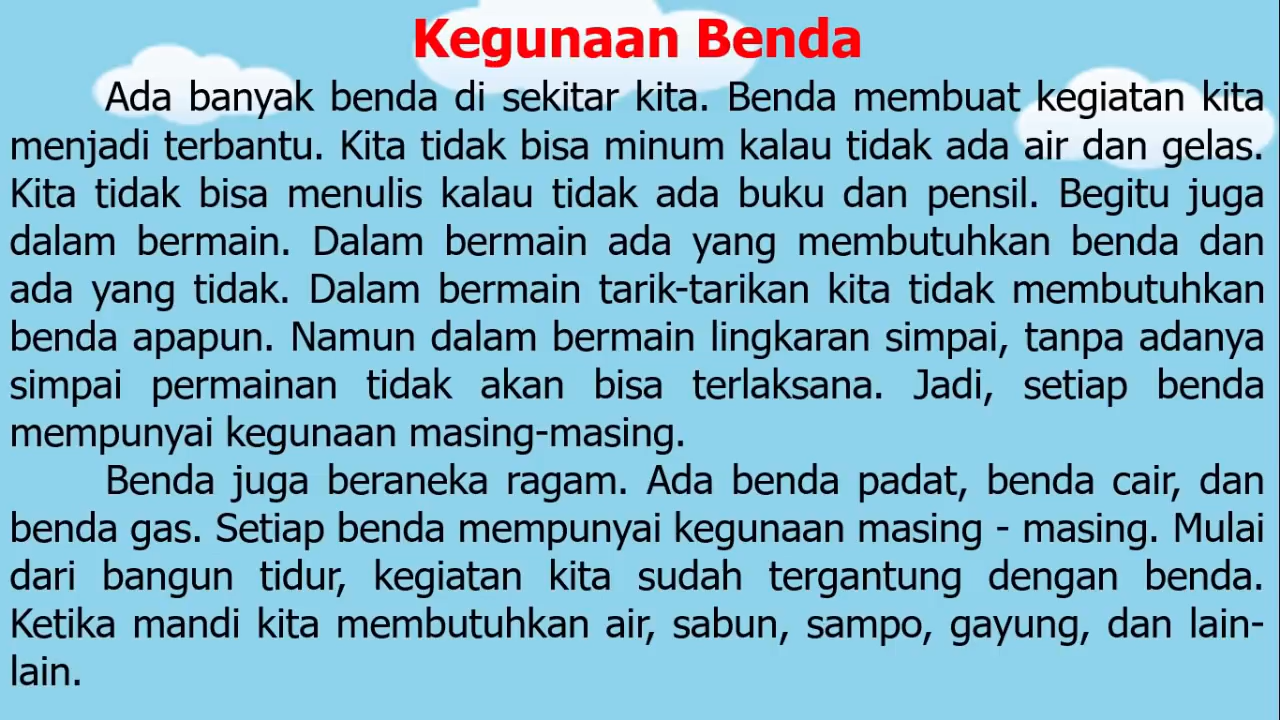 Kegunaan Benda
Ada banyak benda di sekitar kita. Benda membuat kegiatan kita
menjadi terbantu. Kita tidak bisa minum kalau tidak ada air dan gelas.
Kita tidak bisa menulis kalau tidak ada buku dan pensil. Begitu juga
dalam bermain. Dalam bermain ada yang membutuhkan benda dan
ada yang tidak. Dalam bermain tarik-tarikan kita tidak membutuhkan
benda apapun. Namun dalam bermain lingkaran simpai, tanpa adanya
simpai permainan tidak akan bisa terlaksana. Jadi, setiap benda
mempunyai kegunaan masing-masing.
Benda juga beraneka ragam. Ada benda padat, benda cair, dan
benda gas. Setiap benda mempunyai kegunaan masing - masing. Mulai
dari bangun tidur, kegiatan kita sudah tergantung dengan benda.
Ketika mandi kita membutuhkan air, sabun, sampo, gayung, dan lain-
lain.